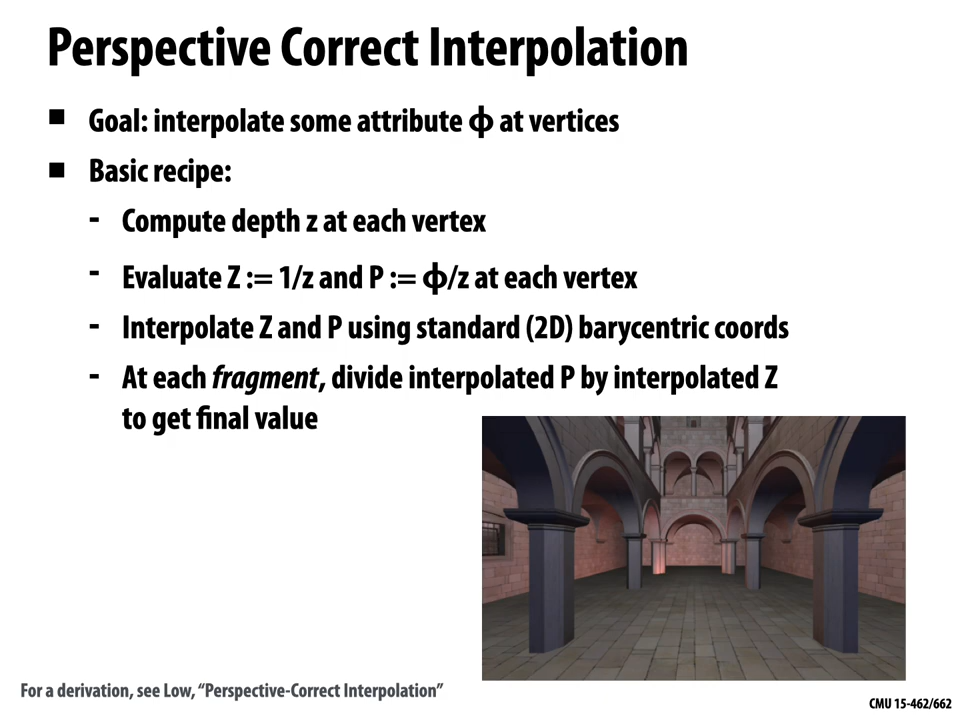 Perspective Correct Interpolation
■ Goal: interpolate some attribute ɸ at vertices
■ Basic recipe:
- Compute depth z at each vertex
- Evaluate Z := 1/z and P := ɸ/z at each vertex
- Interpolate Z and P using standard (2D) barycentric coords
- At each fragment, divide interpolated P by interpolated Z
to get final value
For a derivation, see Low, “Perspective-Correct Interpolation”
CMU 15-462/662